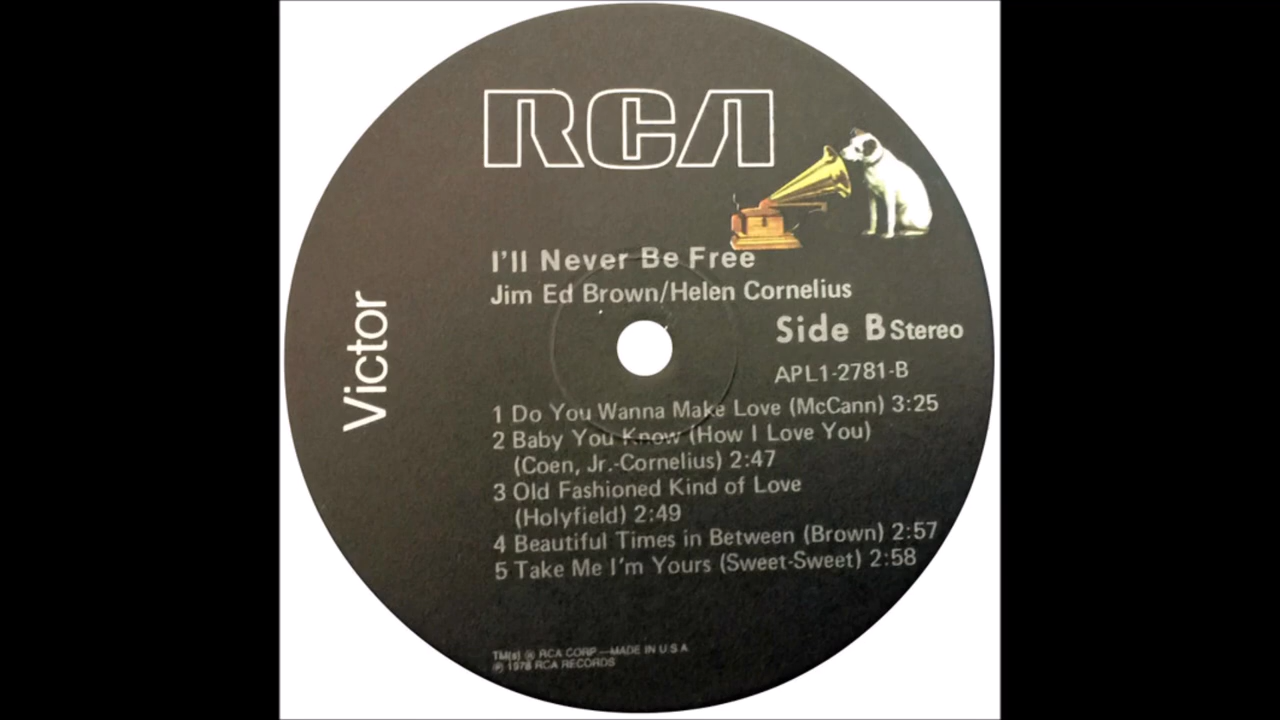 RCA
I'll Never Be Free
Jim Ed Brown/Helen Cornelius
Side B Stereo
APL1-2781-B
Victor
1 Do You Wanna Make Love (McCann) 3:25
2 Baby You Know (How I Love You)
(Coen, Jr.-Cornelius) 2:47
3 Old Fashioned Kind of Love
(Holyfield) 2:49
4 Beautiful Times in Between (Brown) 2:57
5 Take Me I'm Yours (Sweet-Sweet) 2:58
TM(s) ® RCA CORP—MADE IN U S A
℗ 1978 RCA RECORDS